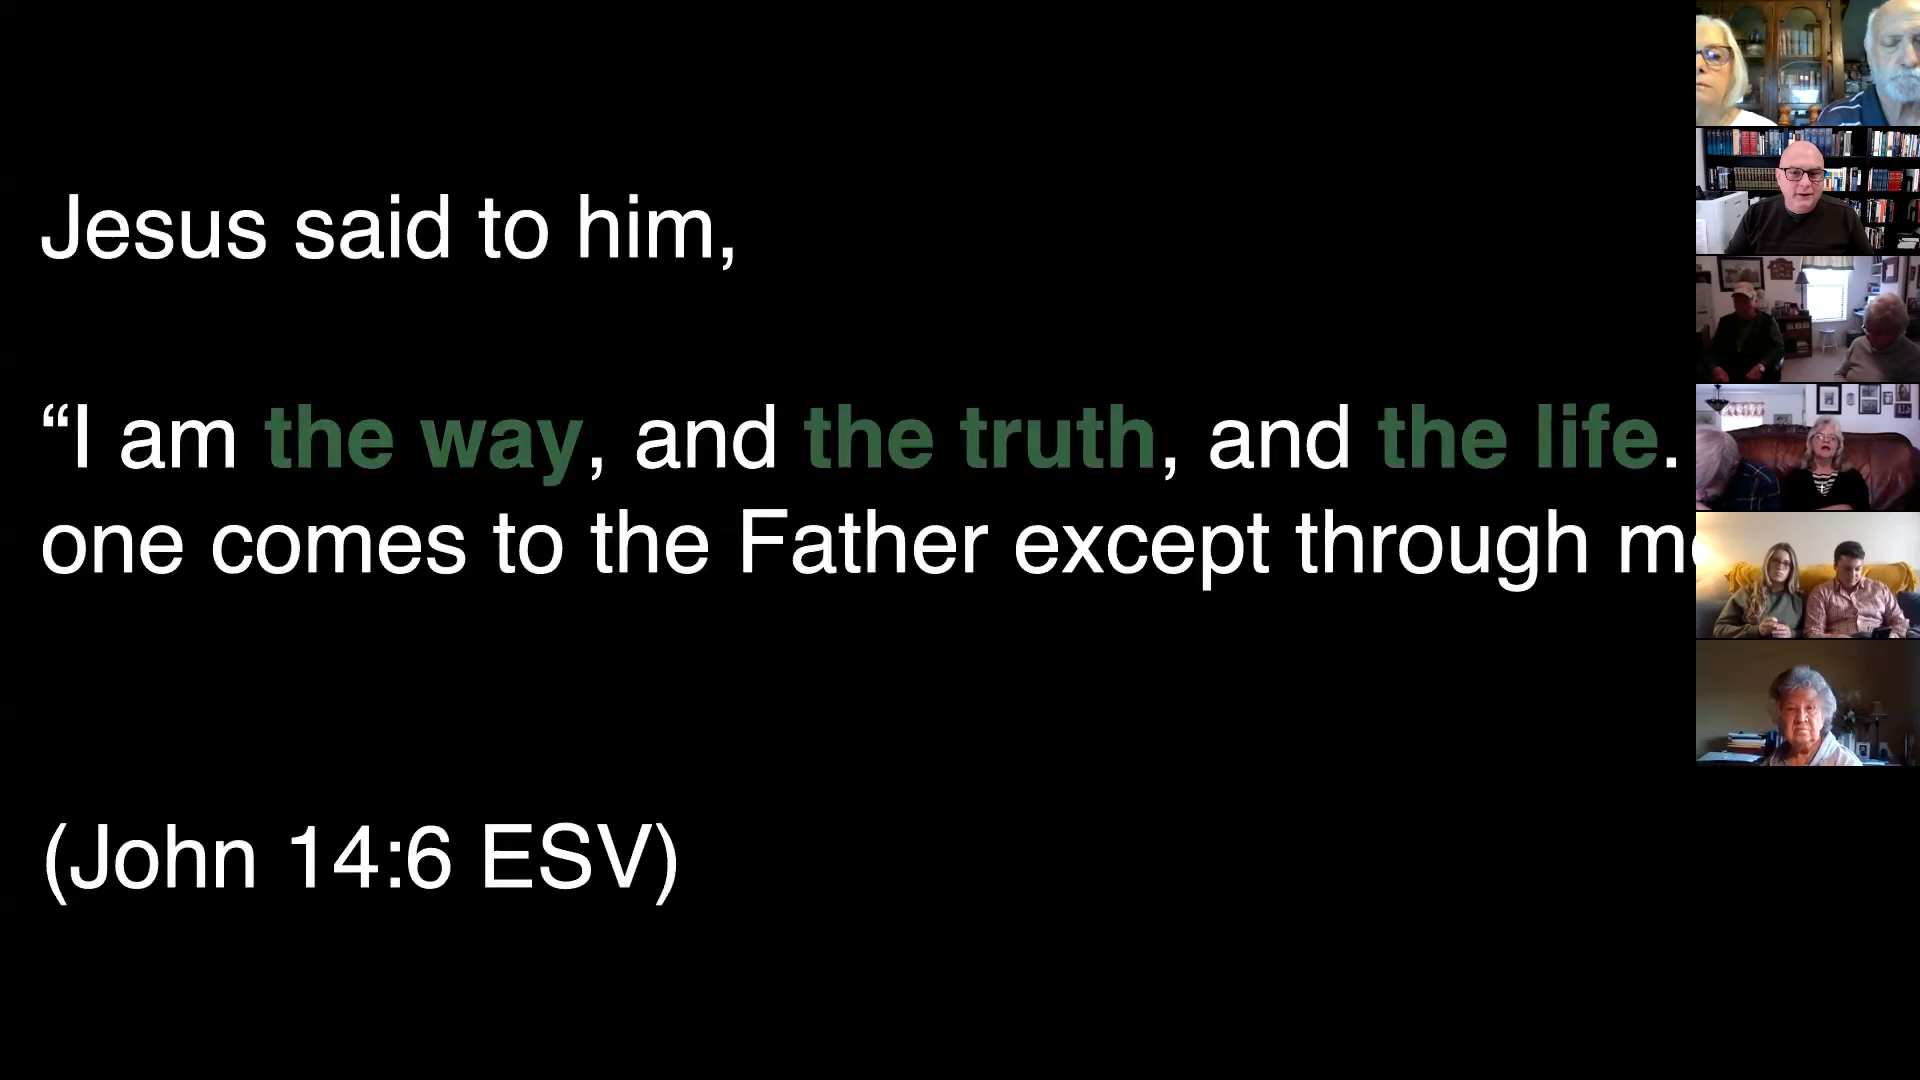 Jesus said to him,
“I am the way, and the truth, and the life.
one comes to the Father except through
(John 14:6 ESV)